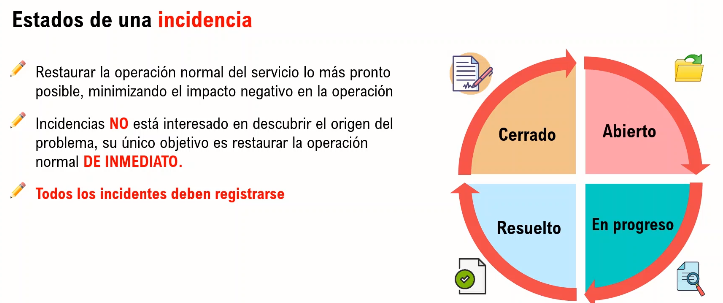 Estados de una incidencia
Restaurar la operación normal del servicio lo más pronto
posible, minimizando el impacto negativo en la operación
Incidencias NO está interesado en descubrir el origen del
problema, su único objetivo es restaurar la operación
normal DE INMEDIATO.
Todos los incidentes deben registrarse
Cerrado
Abierto
Resuelto
En progreso